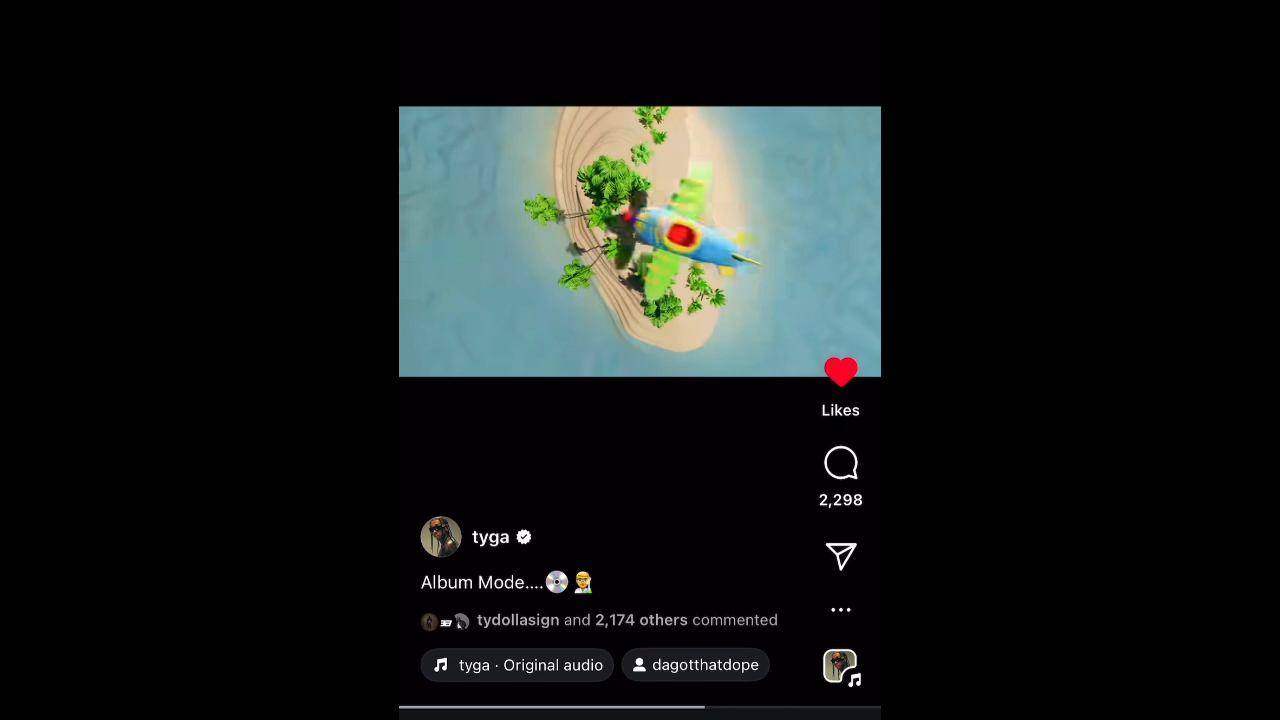 Likes
2,298
tyga
Album Mode....💿👨‍🎤
tydollasign and 2,174 others commented
tyga · Original audio
dagotthatdope